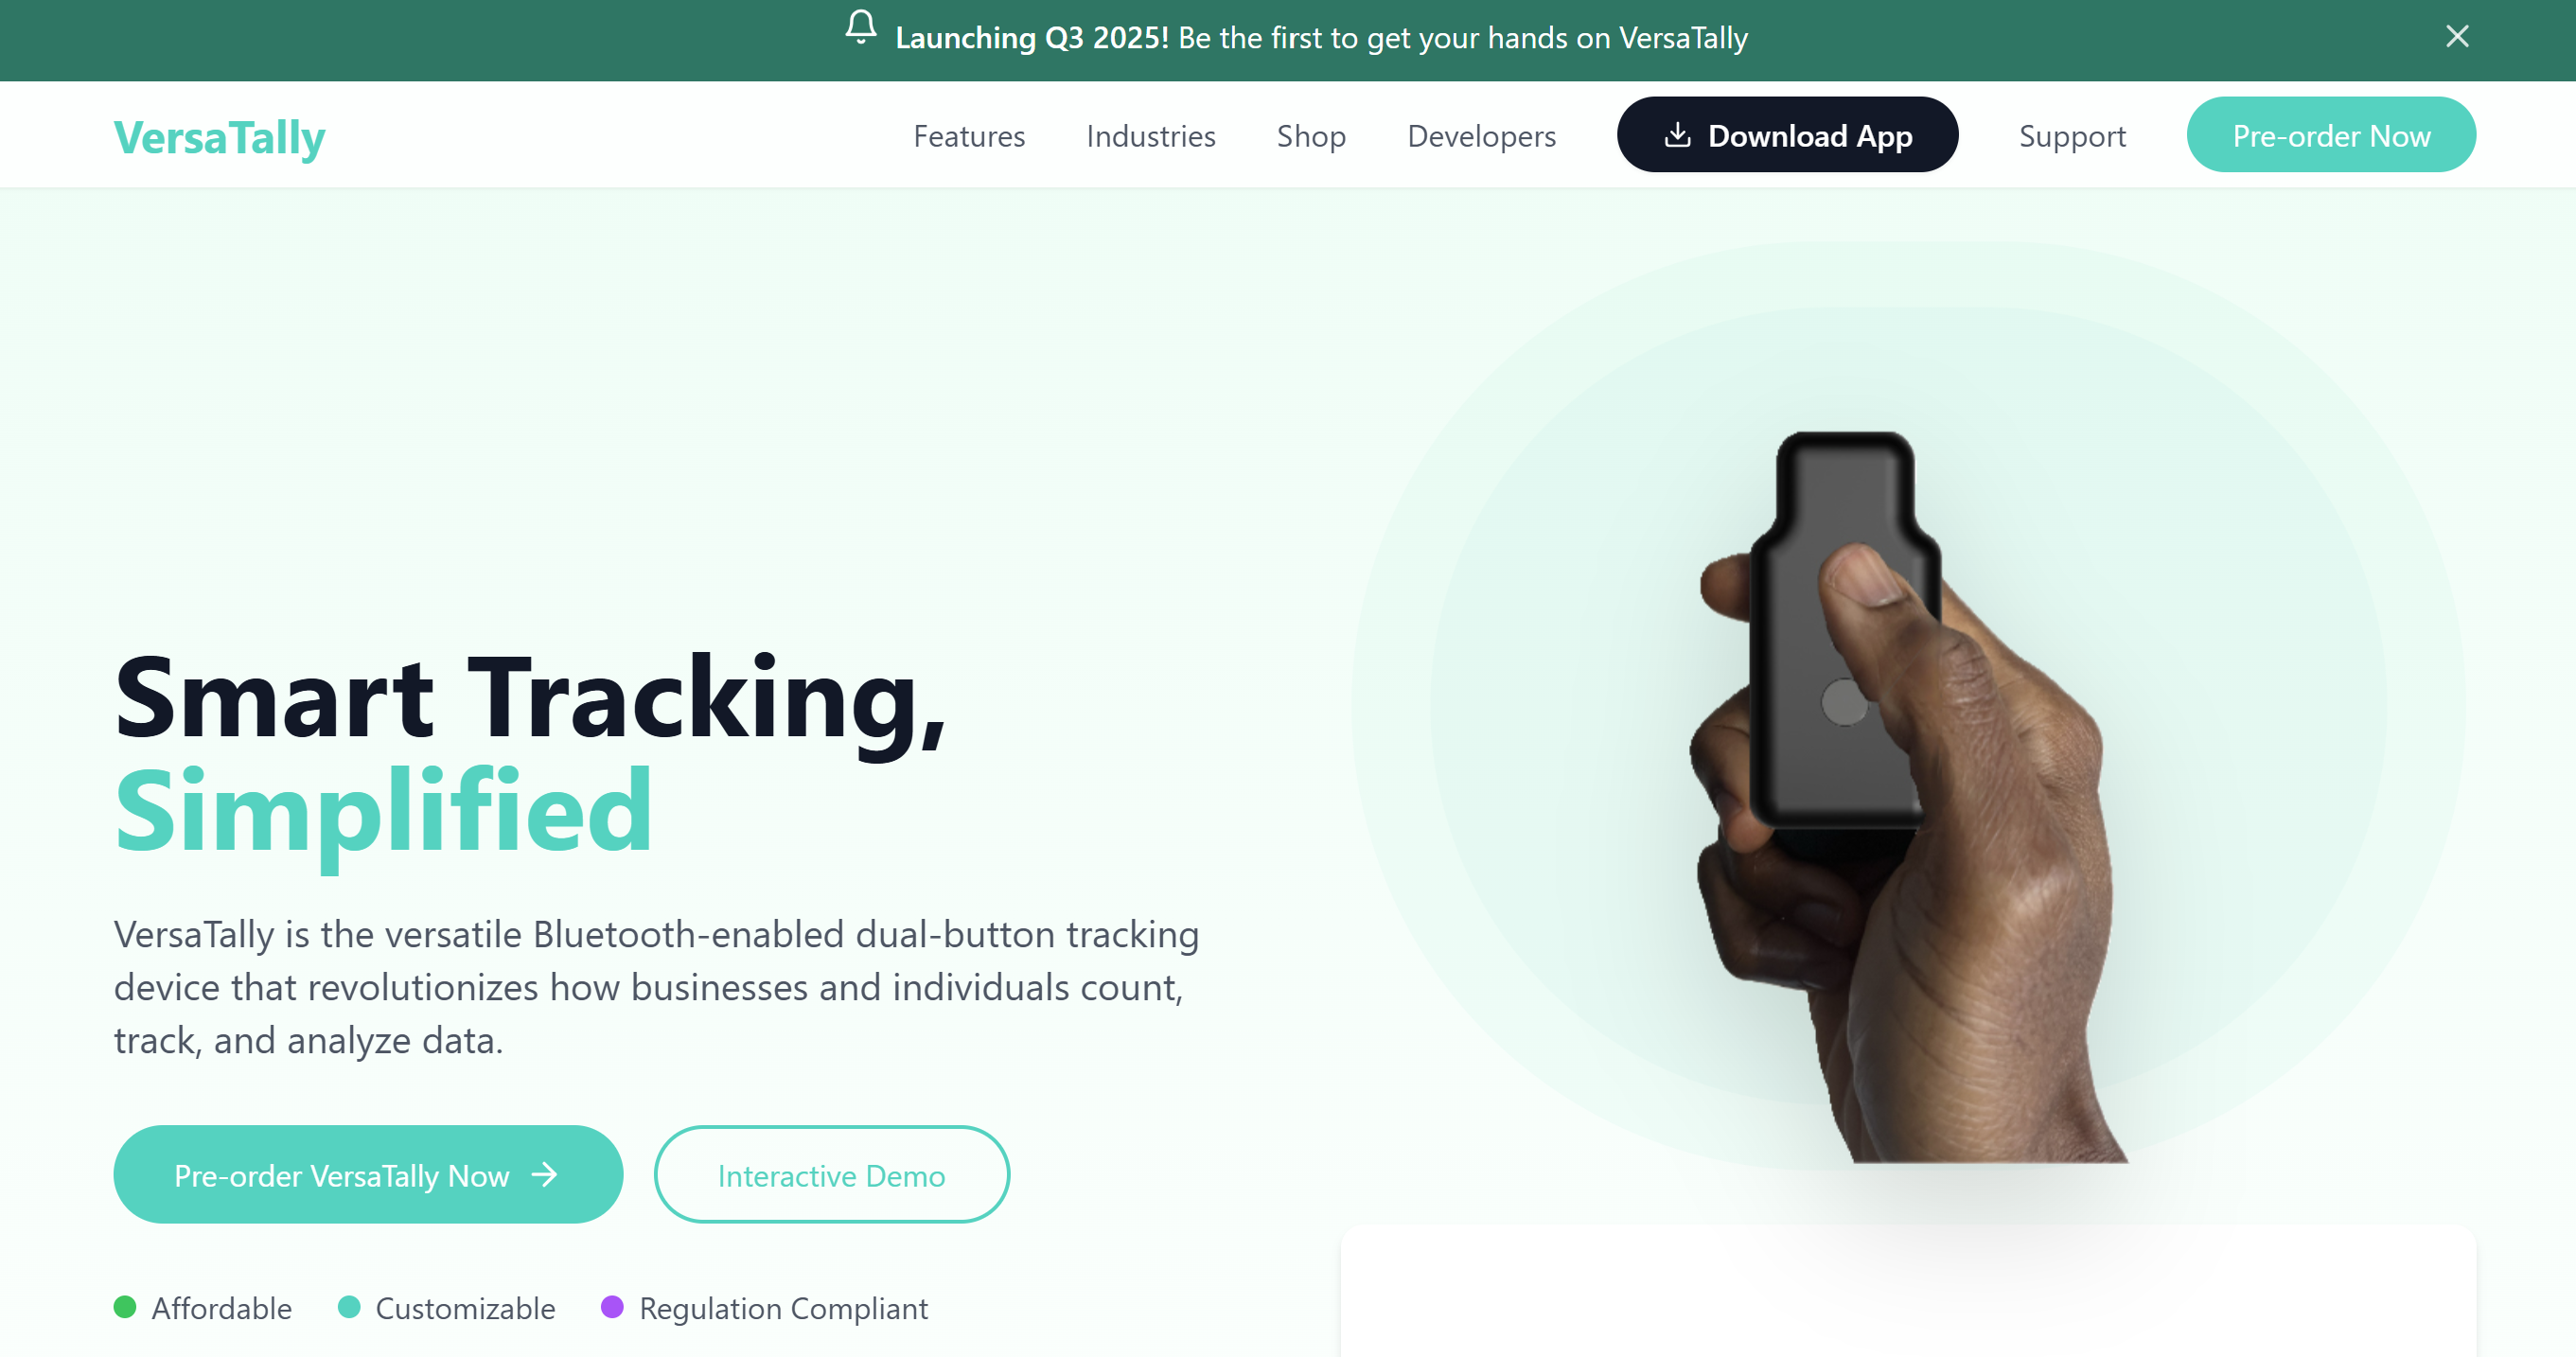 Launching Q3 2025! Be the first to get your hands on VersaTally
VersaTally
Features
Industries
Shop
Developers
Download App
Support
Pre-order Now
Smart Tracking,
Simplified
VersaTally is the versatile Bluetooth-enabled dual-button tracking
device that revolutionizes how businesses and individuals count,
track, and analyze data.
Pre-order VersaTally Now
Interactive Demo
Affordable
Customizable
Regulation Compliant